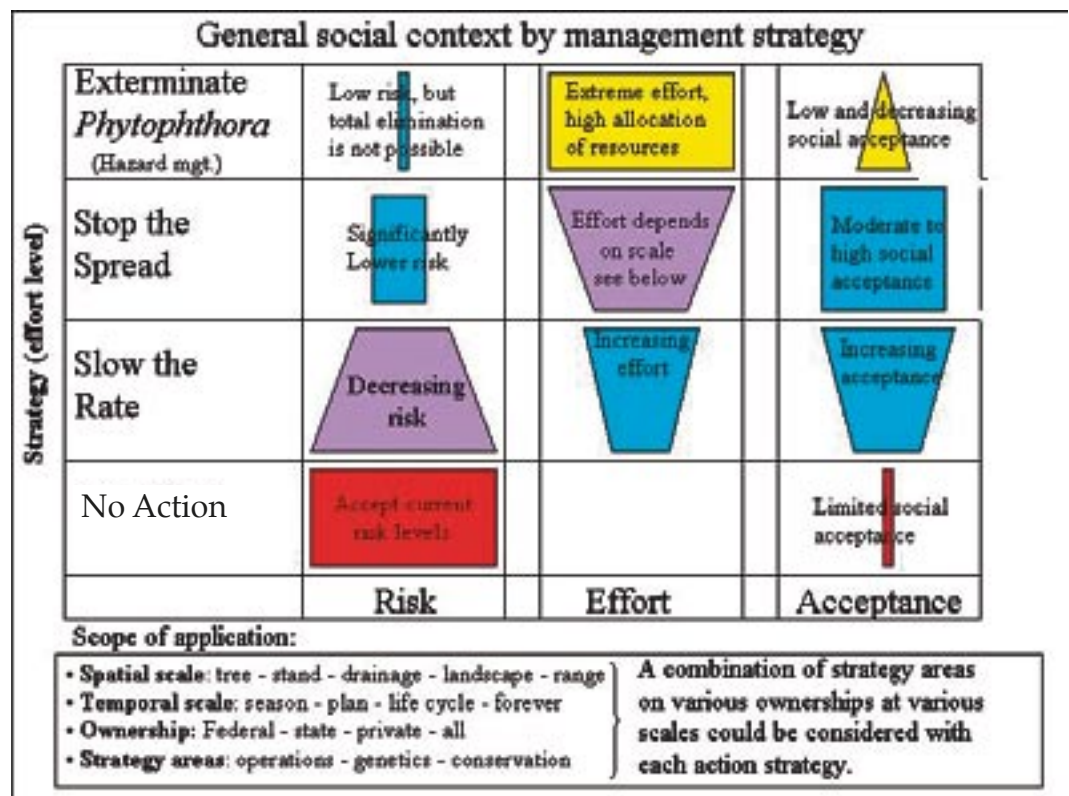 General social context by management strategy
Strategy (effort level)
Exterminate
Phytophthora
(Hazard mgt.)
Low risk, but
total elimination
is not possible
Extreme effort,
high allocation
of resources
Low and decreasing
social acceptance
Stop the
Spread
Significantly
Lower risk
Effort depends
on scale
see below
Moderate to
high social
acceptance
Slow the
Rate
Decreasing
risk
Increasing
effort
Increasing
acceptance
No Action
Accept current
risk levels
Limited social
acceptance
Risk
Effort
Acceptance
Scope of application:
• Spatial scale: tree - stand - drainage - landscape - range
• Temporal scale: season - plan - life cycle - forever
• Ownership: Federal - state - private - all
• Strategy areas: operations - genetics - conservation
A combination of strategy areas
on various ownerships at various
scales could be considered with
each action strategy.